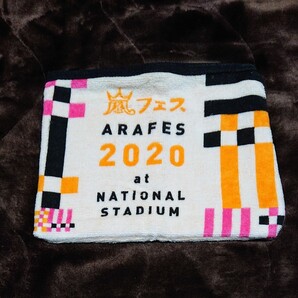 嵐フェス
ARAFES
2020
at
NATIONAL
STADIUM